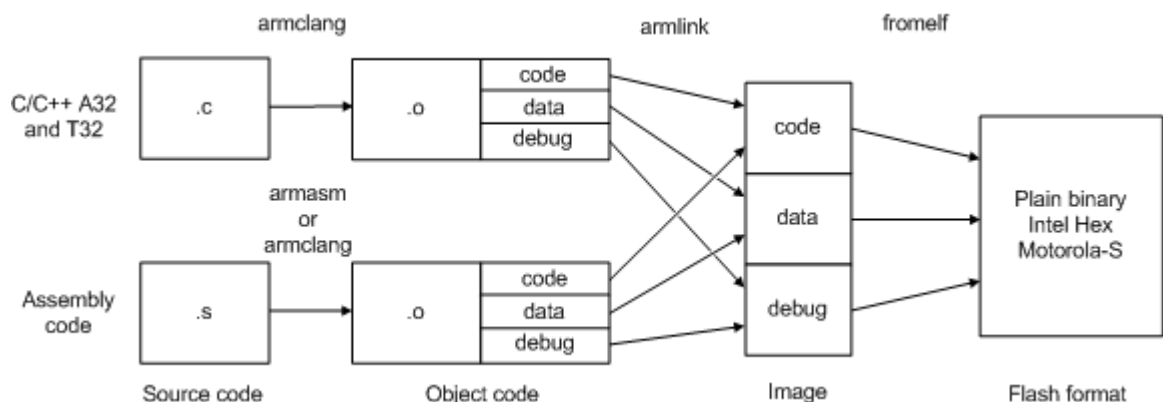 armclang
armlink
fromelf
C/C++ A32
and T32
.c
.o
code
data
debug
armasm
or
armclang
Assembly
code
.s
.o
code
data
debug
code
data
debug
Plain binary
Intel Hex
Motorola-S
Source code
Object code
Image
Flash format